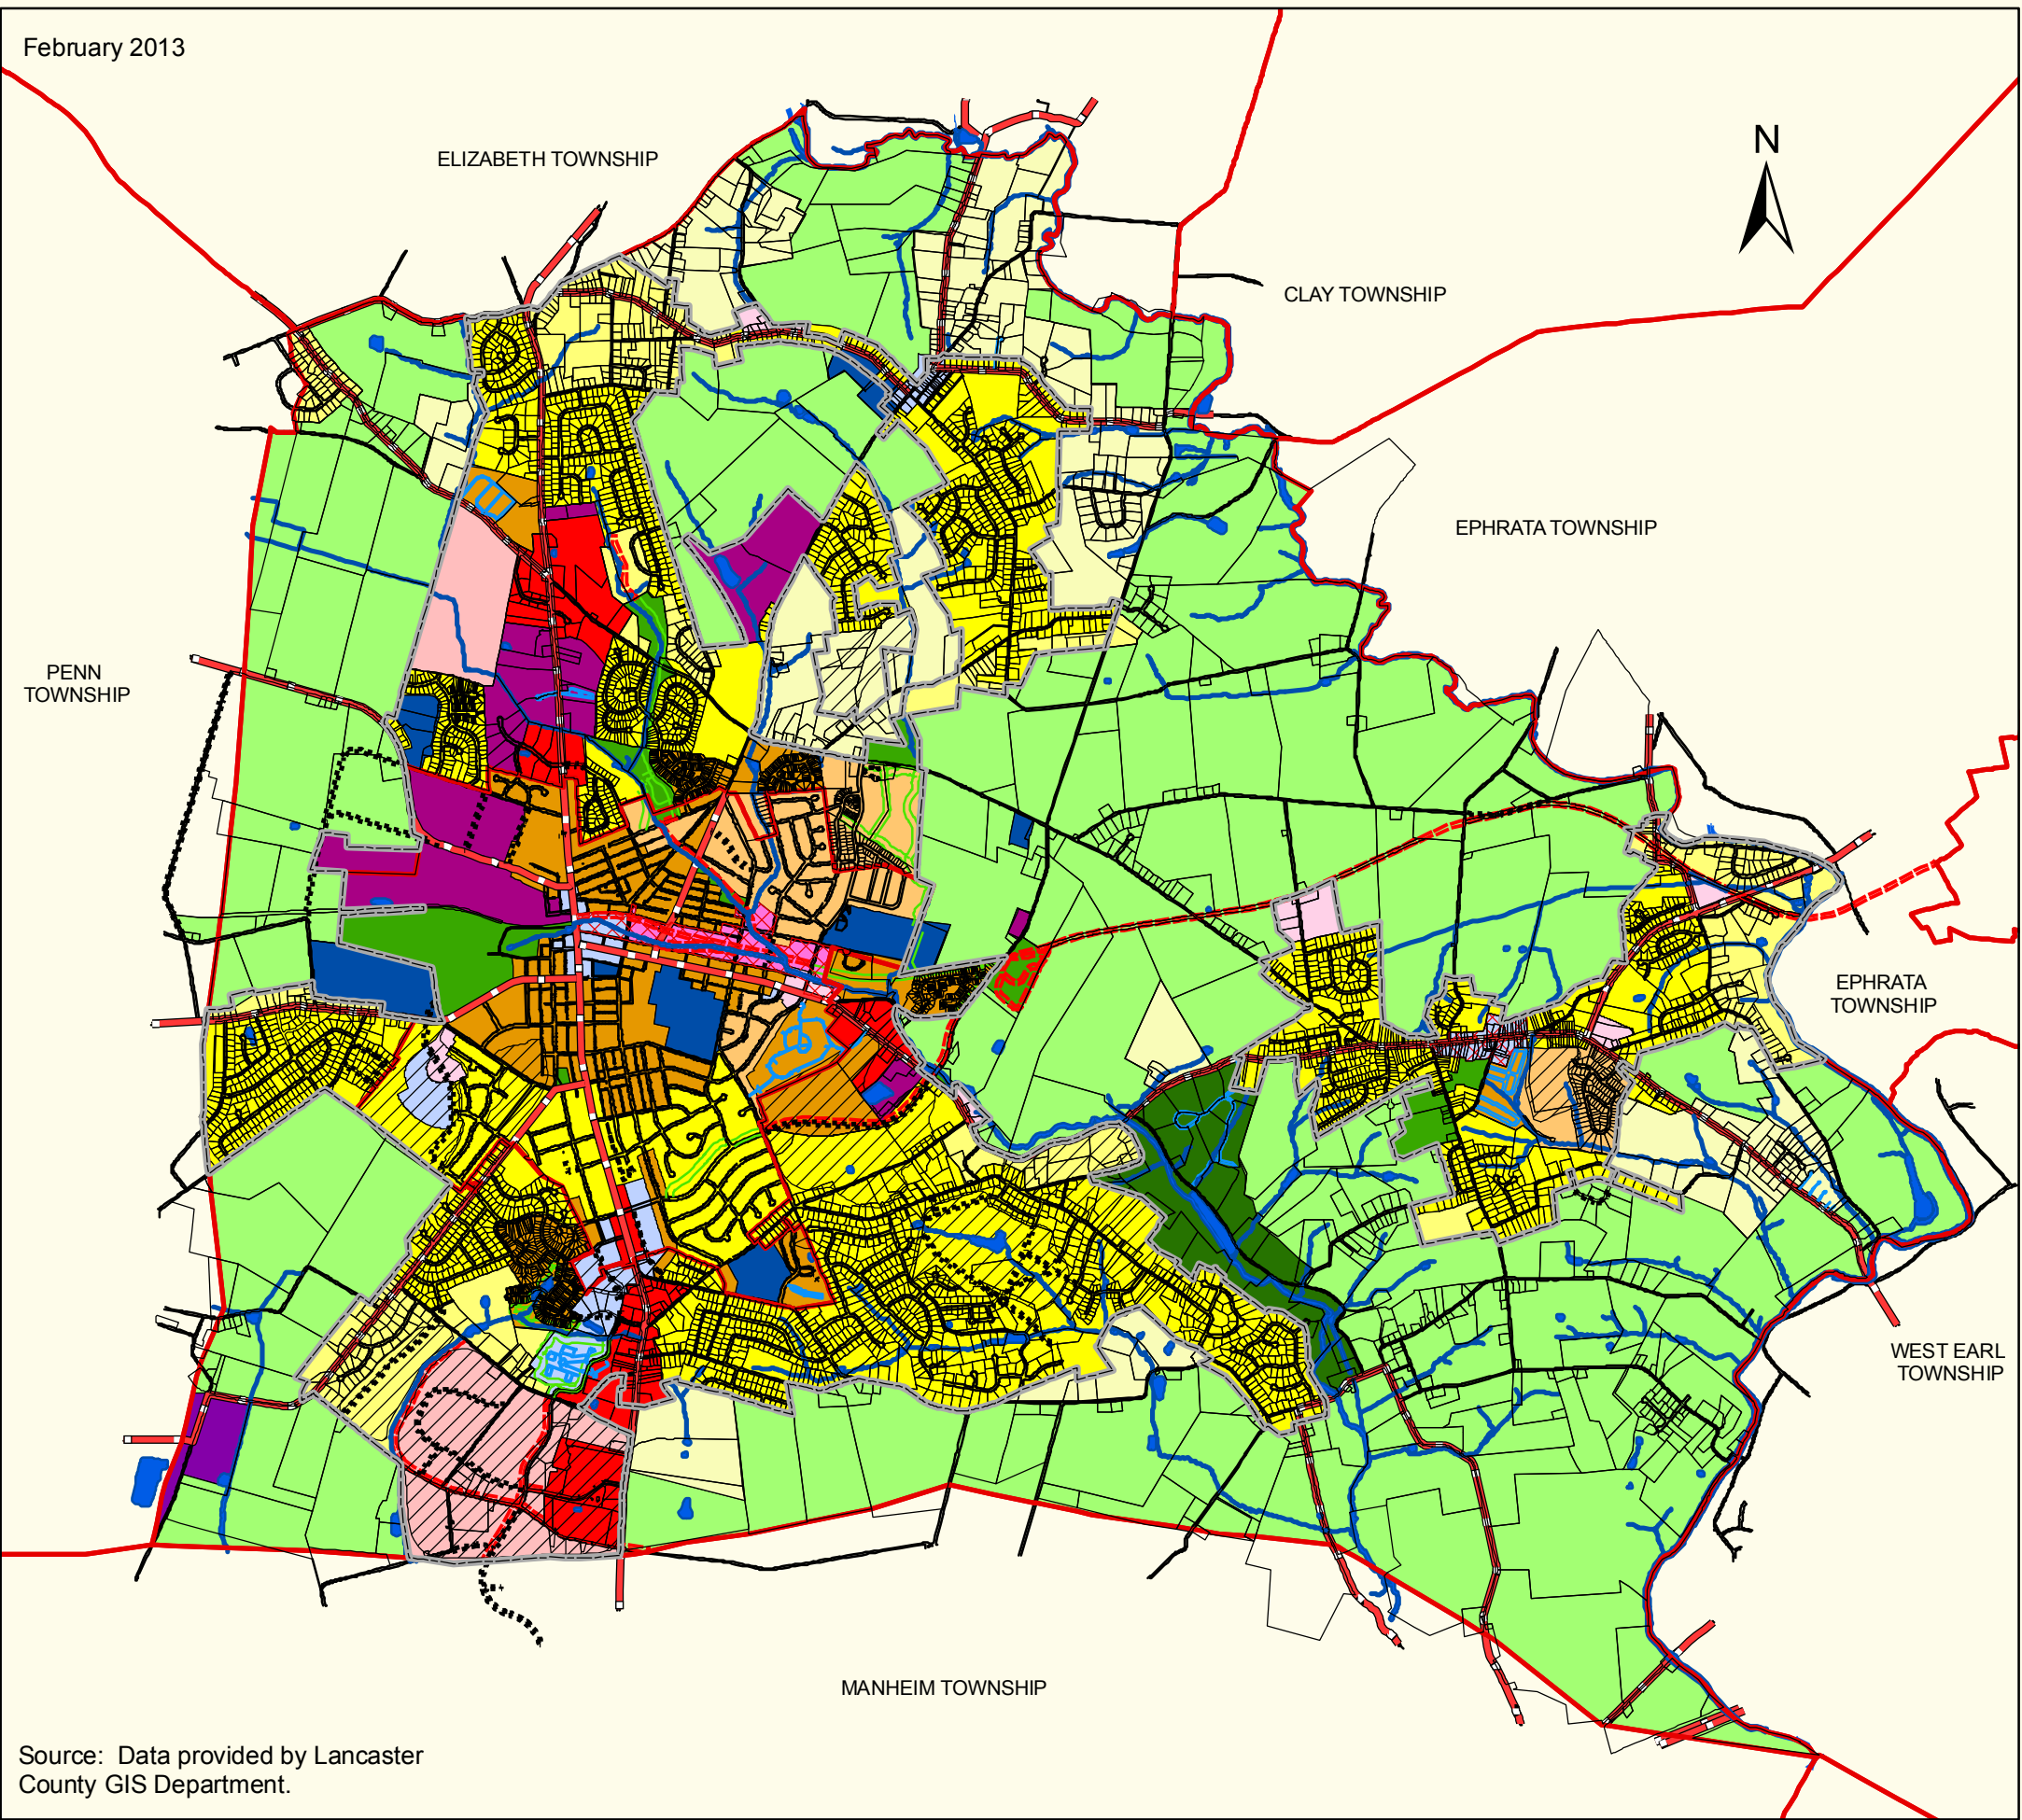 February 2013
N
ELIZABETH TOWNSHIP
CLAY TOWNSHIP
EPHRATA TOWNSHIP
PENN
TOWNSHIP
EPHRATA
TOWNSHIP
WEST EARL
TOWNSHIP
MANHEIM TOWNSHIP
Source:  Data provided by Lancaster
County GIS Department.